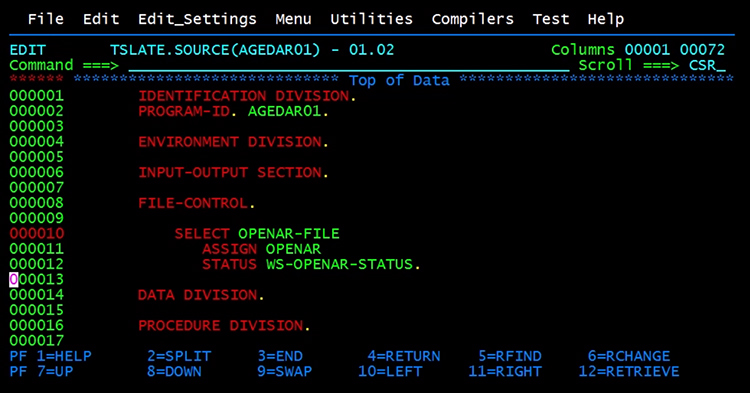 File Edit Edit_Settings Menu Utilities Compilers Test Help
EDIT TSLATE.SOURCE(AGEDAR01) - 01.02 Columns 00001 00072
Command ===> Scroll ===> CSR_
****** ***************************** Top of Data ******************************
000001 IDENTIFICATION DIVISION.
000002 PROGRAM-ID. AGEDAR01.
000003
000004 ENVIRONMENT DIVISION.
000005
000006 INPUT-OUTPUT SECTION.
000007
000008 FILE-CONTROL.
000009
000010 SELECT OPENAR-FILE
000011 ASSIGN OPENAR
000012 STATUS WS-OPENAR-STATUS.
000013
000014 DATA DIVISION.
000015
000016 PROCEDURE DIVISION.
000017
PF 1=HELP 2=SPLIT 3=END 4=RETURN 5=RFIND 6=RCHANGE
PF 7=UP 8=DOWN 9=SWAP 10=LEFT 11=RIGHT 12=RETRIEVE